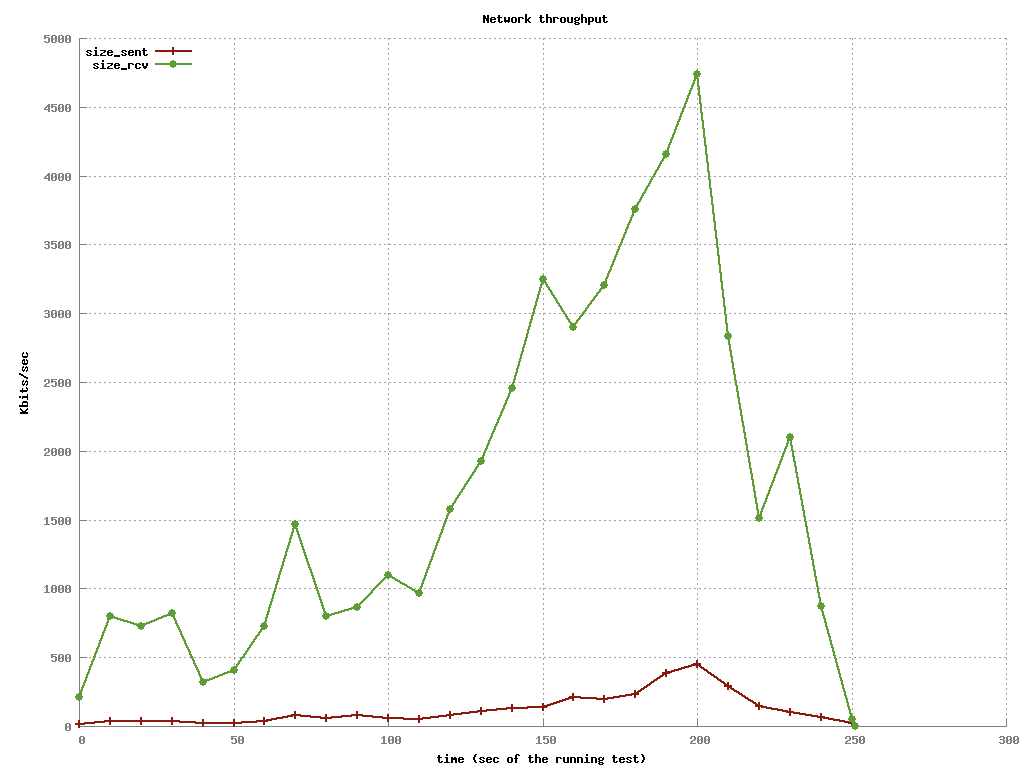 Network throughput
5000
size_sent
size_rcv
4500
4000
3500
3000
Kbits/sec
2500
2000
1500
1000
500
0
0 50 100 150 200 250 300
time (sec of the running test)